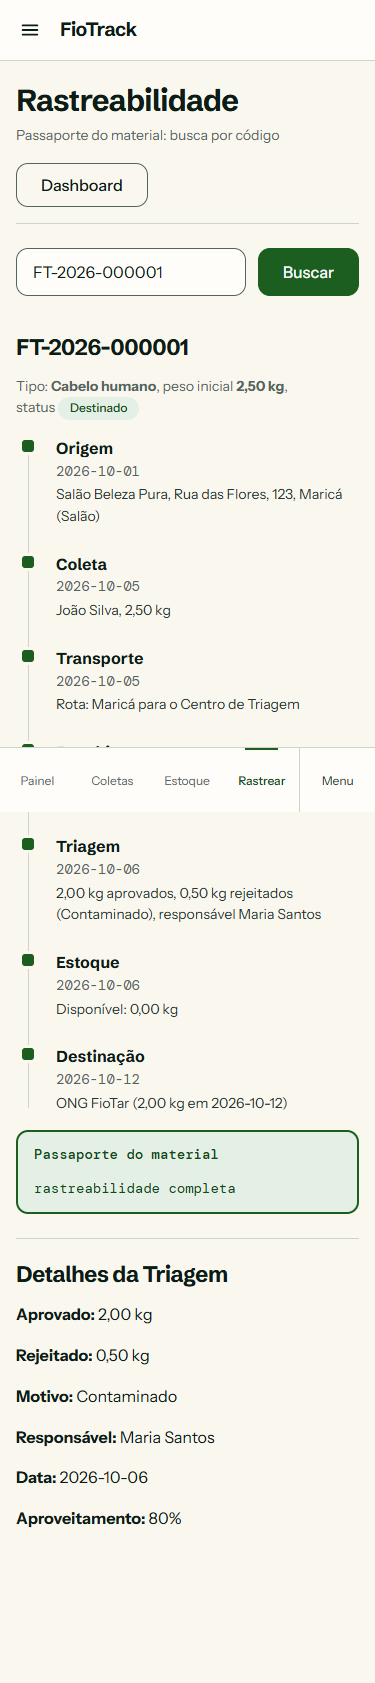 FioTrack
Rastreabilidade
Passaporte do material: busca por código
Dashboard
FT-2026-000001
Buscar
FT-2026-000001
Tipo: Cabelo humano, peso inicial 2,50 kg,
status Destinado
Origem
2026-10-01
Salão Beleza Pura, Rua das Flores, 123, Maricá
(Salão)
Coleta
2026-10-05
João Silva, 2,50 kg
Transporte
2026-10-05
Rota: Maricá para o Centro de Triagem
Painel
Coletas
Estoque
Rastrear
Menu
Triagem
2026-10-06
2,00 kg aprovados, 0,50 kg rejeitados
(Contaminado), responsável Maria Santos
Estoque
2026-10-06
Disponível: 0,00 kg
Destinação
2026-10-12
ONG FioTar (2,00 kg em 2026-10-12)
Passaporte do material
rastreabilidade completa
Detalhes da Triagem
Aprovado: 2,00 kg
Rejeitado: 0,50 kg
Motivo: Contaminado
Responsável: Maria Santos
Data: 2026-10-06
Aproveitamento: 80%